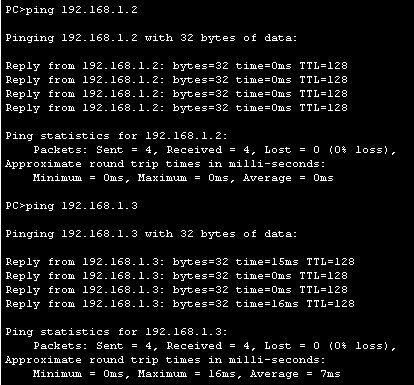 PC>ping 192.168.1.2
Pinging 192.168.1.2 with 32 bytes of data:
Reply from 192.168.1.2: bytes=32 time=0ms TTL=128
Reply from 192.168.1.2: bytes=32 time=0ms TTL=128
Reply from 192.168.1.2: bytes=32 time=0ms TTL=128
Reply from 192.168.1.2: bytes=32 time=0ms TTL=128
Ping statistics for 192.168.1.2:
Packets: Sent = 4, Received = 4, Lost = 0 (0% loss),
Approximate round trip times in milli-seconds:
Minimum = 0ms, Maximum = 0ms, Average = 0ms
PC>ping 192.168.1.3
Pinging 192.168.1.3 with 32 bytes of data:
Reply from 192.168.1.3: bytes=32 time=15ms TTL=128
Reply from 192.168.1.3: bytes=32 time=0ms TTL=128
Reply from 192.168.1.3: bytes=32 time=0ms TTL=128
Reply from 192.168.1.3: bytes=32 time=16ms TTL=128
Ping statistics for 192.168.1.3:
Packets: Sent = 4, Received = 4, Lost = 0 (0% loss),
Approximate round trip times in milli-seconds:
Minimum = 0ms, Maximum = 16ms, Average = 7ms